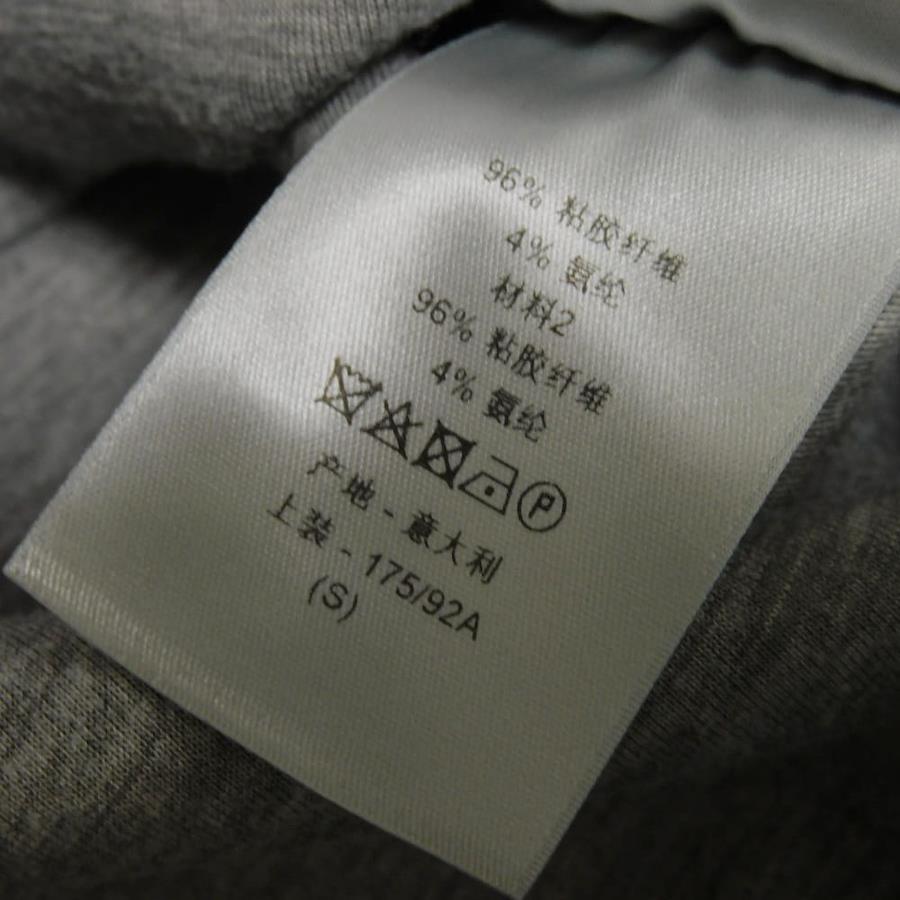 96% 粘胶纤维
4% 氨纶
材料2
96% 粘胶纤维
4% 氨纶
P
产地 - 意大利
上装 - 175/92A
(S)